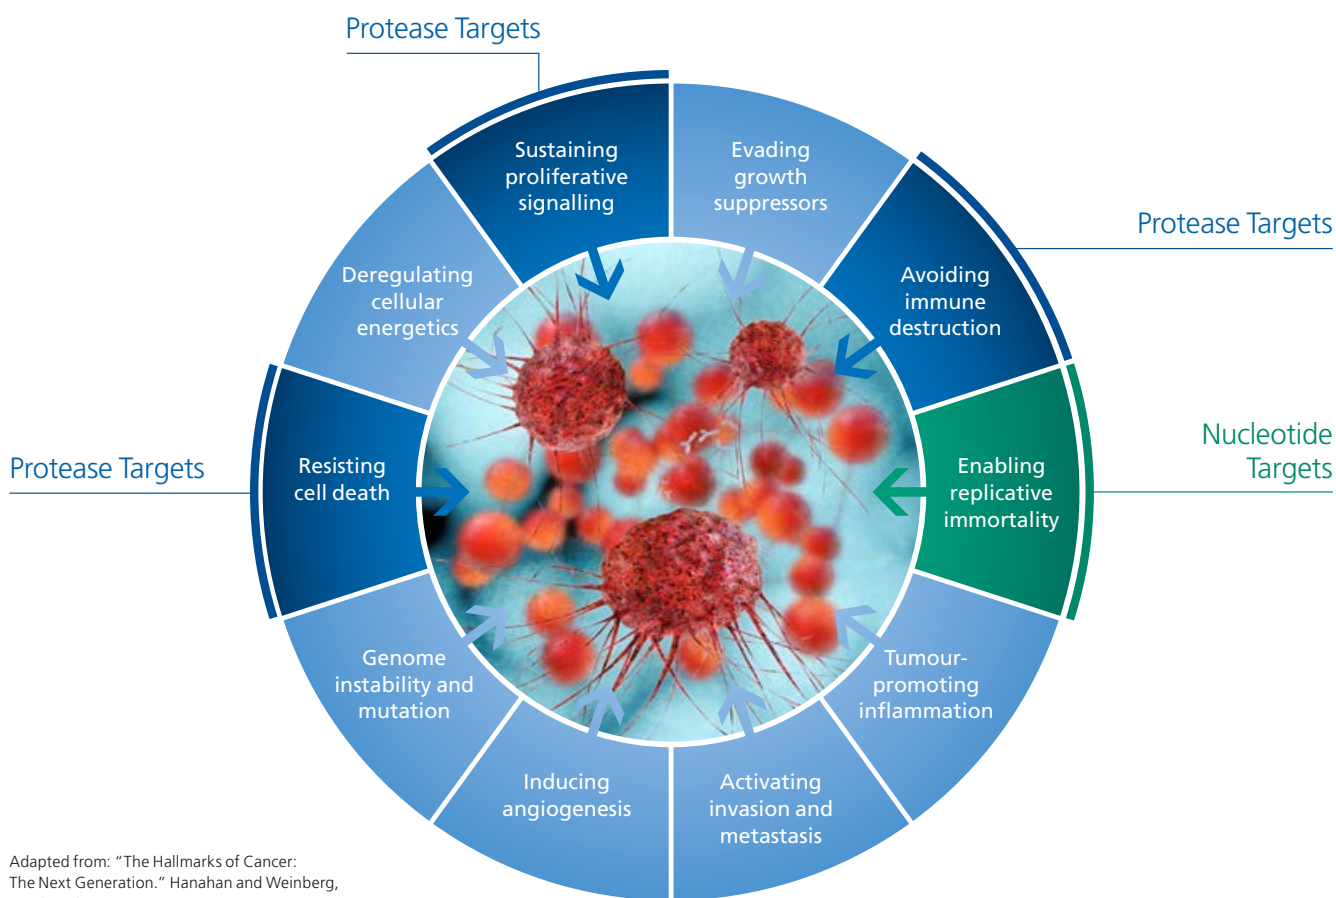 Protease Targets
Sustaining
proliferative
signalling
Evading
growth
suppressors
Protease Targets
Avoiding
immune
destruction
Deregulating
cellular
energetics
Nucleotide
Targets
Enabling
replicative
immortality
Protease Targets
Resisting
cell death
Genome
instability and
mutation
Tumour-
promoting
inflammation
Inducing
angiogenesis
Activating
invasion and
metastasis
Adapted from: “The Hallmarks of Cancer:
The Next Generation.” Hanahan and Weinberg,